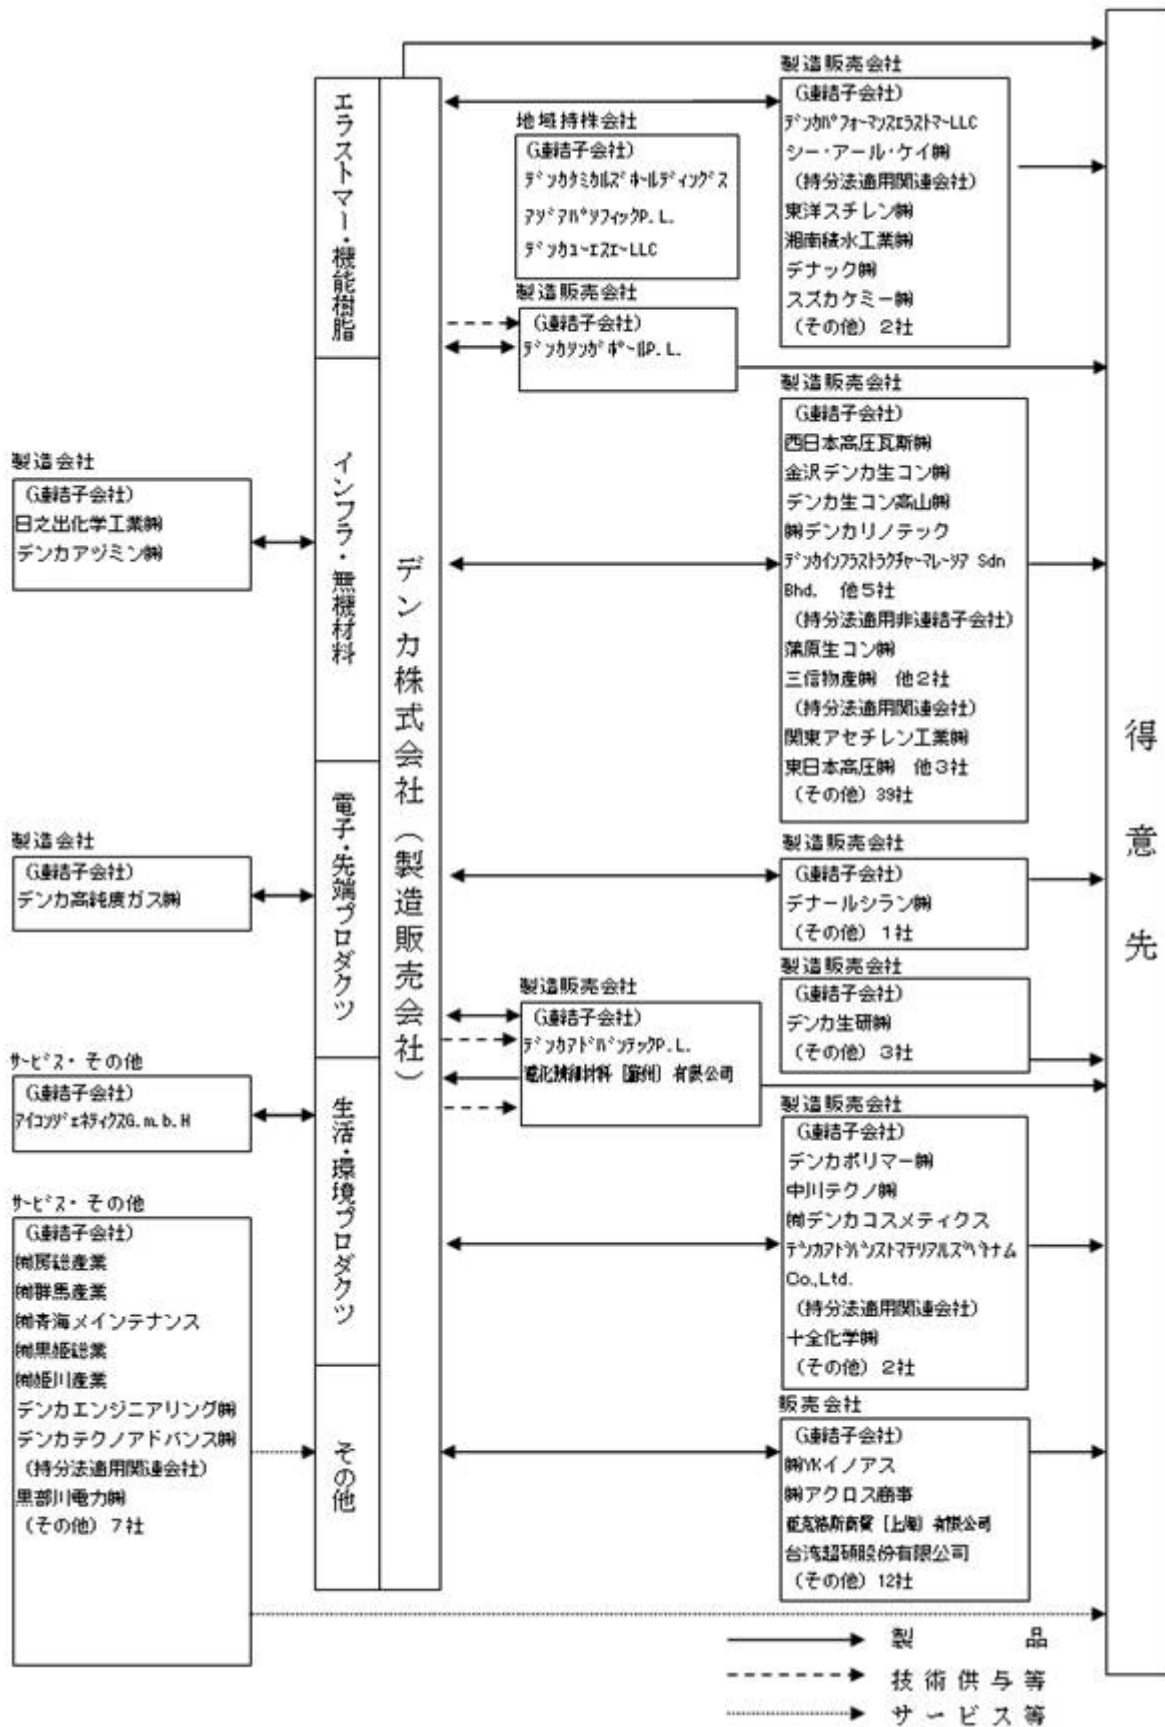 製造会社
（連結子会社）
日之出化学工業㈱
デンカアヅミン㈱
製造会社
（連結子会社）
デンカ高純度ガス㈱
ｻｰﾋﾞｽ・その他
（連結子会社）
ｱｲｺﾝｼﾞｪﾈﾃｨｸｽG.m.b.H
ｻｰﾋﾞｽ・その他
（連結子会社）
㈲房総産業
㈲群馬産業
㈲青海メインテナンス
㈲黒姫総業
㈲姫川産業
デンカエンジニアリング㈱
デンカテクノアドバンス㈱
（持分法適用関連会社）
黒部川電力㈱
（その他）７社
エラストマー・機能樹脂
インフラ・無機材料
電子・先端プロダクツ
生活・環境プロダクツ
その他
デンカ株式会社（製造販売会社）
地域持株会社
（連結子会社）
ﾃﾞﾝｶｹﾐｶﾙｽﾞﾎｰﾙﾃﾞｨﾝｸﾞｽ
ｱｼﾞｱﾊﾟｼﾌｨｯｸP.L.
ﾃﾞﾝｶﾕｰｴｽｴｰLLC
製造販売会社
（連結子会社）
ﾃﾞﾝｶｼﾝｶﾞﾎﾟｰﾙP.L.
製造販売会社
（連結子会社）
ﾃﾞﾝｶｱﾄﾞﾊﾞﾝﾃｯｸP.L.
有限公司
製造販売会社
（連結子会社）
ﾃﾞﾝｶﾊﾟﾌｫｰﾏﾝｽｴﾗｽﾄﾏｰLLC
シー・アール・ケイ㈱
（持分法適用関連会社）
東洋スチレン㈱
湘南積水工業㈱
デナック㈱
スズカケミー㈱
（その他）２社
製造販売会社
（連結子会社）
西日本高圧瓦斯㈱
金沢デンカ生コン㈱
デンカ生コン高山㈱
㈱デンカリノテック
ﾃﾞﾝｶｲﾝﾌﾗｽﾄﾗｸﾁｬｰﾏﾚｰｼｱ Sdn
Bhd. 他５社
（持分法適用非連結子会社）
蒲原生コン㈱
三信物産㈱ 他２社
（持分法適用関連会社）
関東アセチレン工業㈱
東日本高圧㈱ 他３社
（その他）39社
製造販売会社
（連結子会社）
デナールシラン㈱
（その他）１社
製造販売会社
（連結子会社）
デンカ生研㈱
（その他）３社
製造販売会社
（連結子会社）
デンカポリマー㈱
中川テクノ㈱
㈲デンカコスメティクス
ﾃﾞﾝｶｱﾄﾞﾊﾞﾝｽﾄﾏﾃﾘｱﾙｽﾞﾍﾞﾄﾅﾑ
Co.,Ltd.
（持分法適用関連会社）
十全化学㈱
（その他）２社
販売会社
（連結子会社）
㈱YKイノアス
㈱アクロス商事
有限公司
台湾超碩股份有限公司
（その他）12社
得意先
製品
技術供与等
サービス等